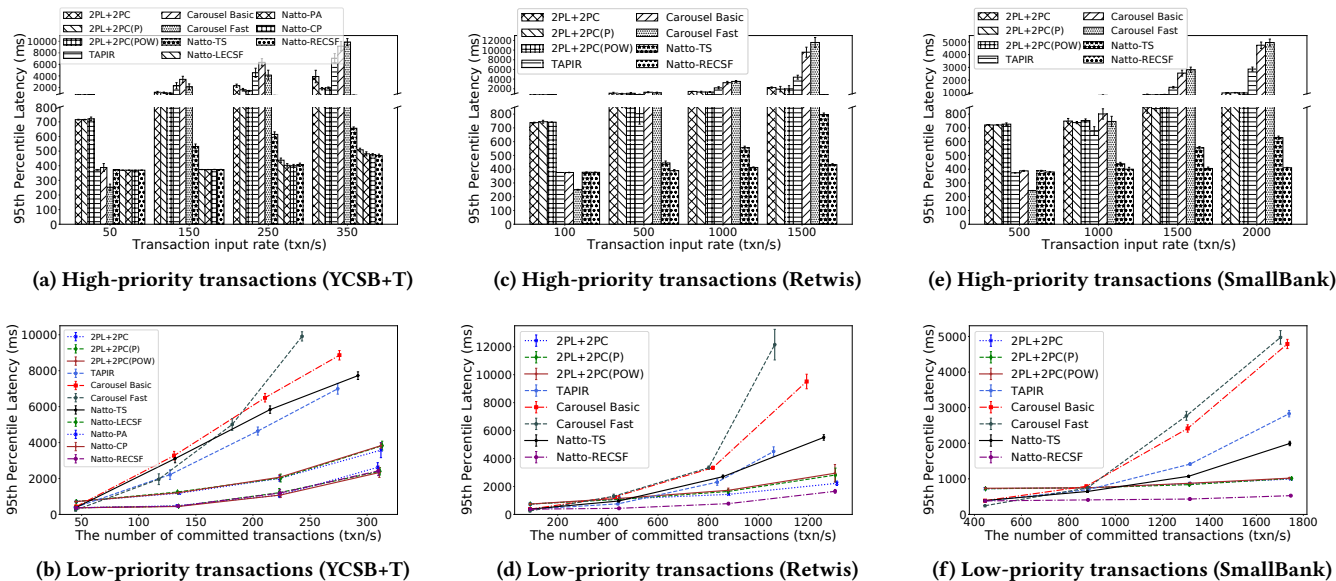 95th Percentile Latency (ms)
2PL+2PC
2PL+2PC(P)
2PL+2PC(POW)
TAPIR
Carousel Basic
Carousel Fast
Natto-TS
Natto-LECSF
Natto-PA
Natto-CP
Natto-RECSF
10000
8000
6000
4000
2000
800
700
600
500
400
300
200
100
0
50 150 250 350
Transaction input rate (txn/s)
(a) High-priority transactions (YCSB+T)
95th Percentile Latency (ms)
2PL+2PC
2PL+2PC(P)
2PL+2PC(POW)
TAPIR
Carousel Basic
Carousel Fast
Natto-TS
Natto-RECSF
12000
10000
8000
6000
4000
2000
800
700
600
500
400
300
200
100
0
100 500 1000 1500
Transaction input rate (txn/s)
(c) High-priority transactions (Retwis)
95th Percentile Latency (ms)
2PL+2PC
2PL+2PC(P)
2PL+2PC(POW)
TAPIR
Carousel Basic
Carousel Fast
Natto-TS
Natto-RECSF
5000
4000
3000
2000
1000
800
700
600
500
400
300
200
100
0
500 1000 1500 2000
Transaction input rate (txn/s)
(e) High-priority transactions (SmallBank)
95th Percentile Latency (ms)
10000
8000
6000
4000
2000
0
2PL+2PC
2PL+2PC(P)
2PL+2PC(POW)
TAPIR
Carousel Basic
Carousel Fast
Natto-TS
Natto-LECSF
Natto-PA
Natto-CP
Natto-RECSF
50 100 150 200 250 300
The number of committed transactions (txn/s)
(b) Low-priority transactions (YCSB+T)
95th Percentile Latency (ms)
12000
10000
8000
6000
4000
2000
0
2PL+2PC
2PL+2PC(P)
2PL+2PC(POW)
TAPIR
Carousel Basic
Carousel Fast
Natto-TS
Natto-RECSF
200 400 600 800 1000 1200
The number of committed transactions (txn/s)
(d) Low-priority transactions (Retwis)
95th Percentile Latency (ms)
5000
4000
3000
2000
1000
0
2PL+2PC
2PL+2PC(P)
2PL+2PC(POW)
TAPIR
Carousel Basic
Carousel Fast
Natto-TS
Natto-RECSF
400 600 800 1000 1200 1400 1600 1800
The number of committed transactions (txn/s)
(f) Low-priority transactions (SmallBank)